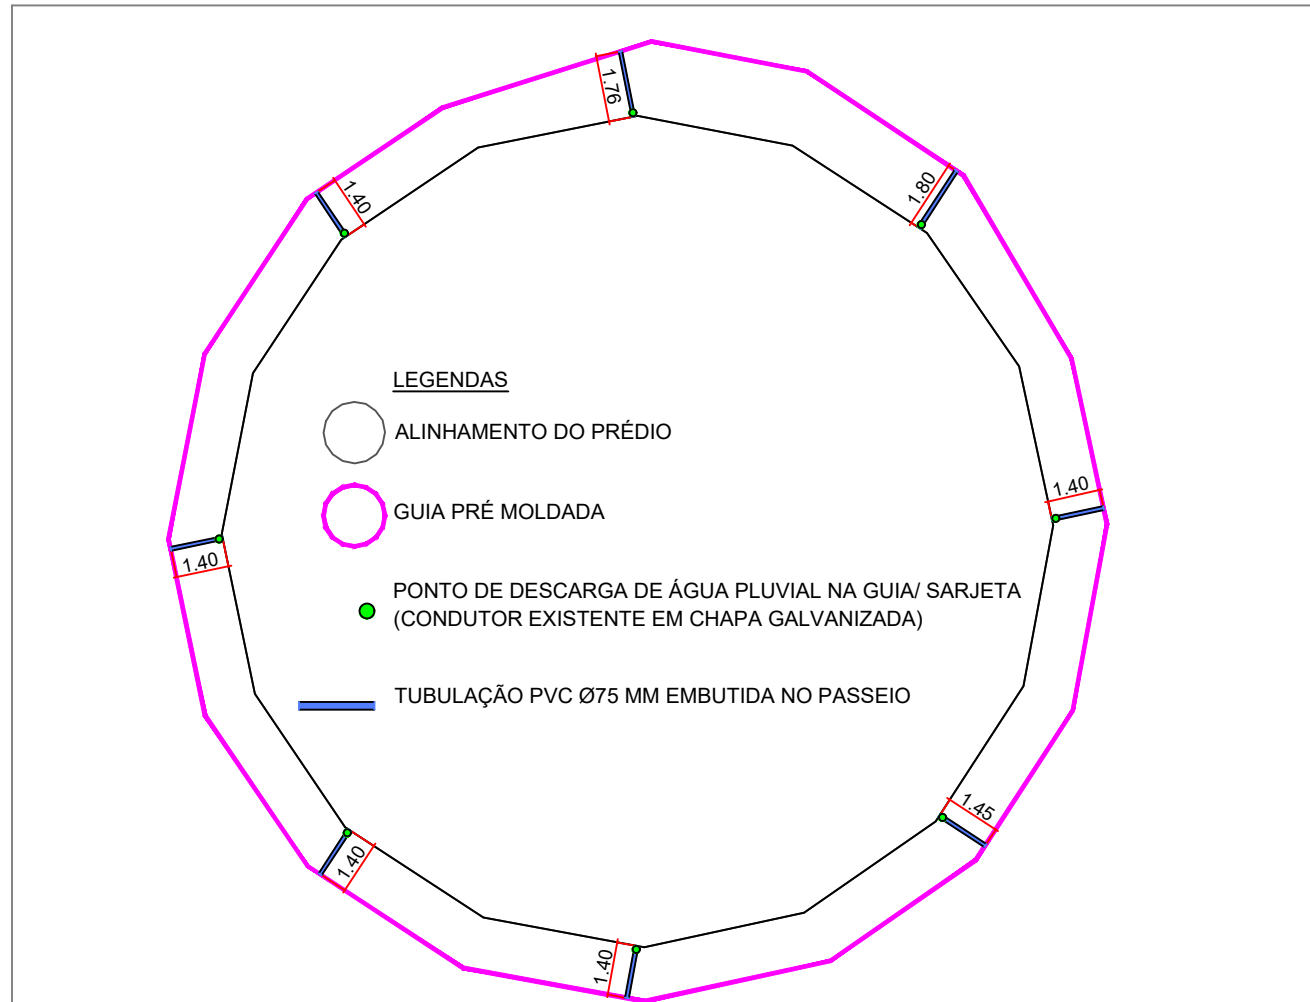 1.76
1.80
1.40
LEGENDAS
ALINHAMENTO DO PRÉDIO
1.40
GUIA PRÉ MOLDADA
1.40
PONTO DE DESCARGA DE ÁGUA PLUVIAL NA GUIA/ SARJETA
(CONDUTOR EXISTENTE EM CHAPA GALVANIZADA)
TUBULAÇÃO PVC Ø75 MM EMBUTIDA NO PASSEIO
1.45
1.40
1.40